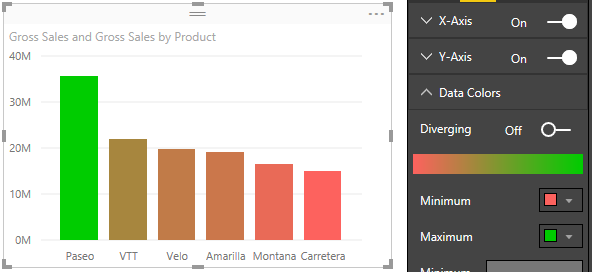 Gross Sales and Gross Sales by Product
40M
30M
20M
10M
0M
Paseo VTT Velo Amarilla Montana Carretera
X-Axis On
Y-Axis On
Data Colors
Diverging Off
Minimum
Maximum
Minimum